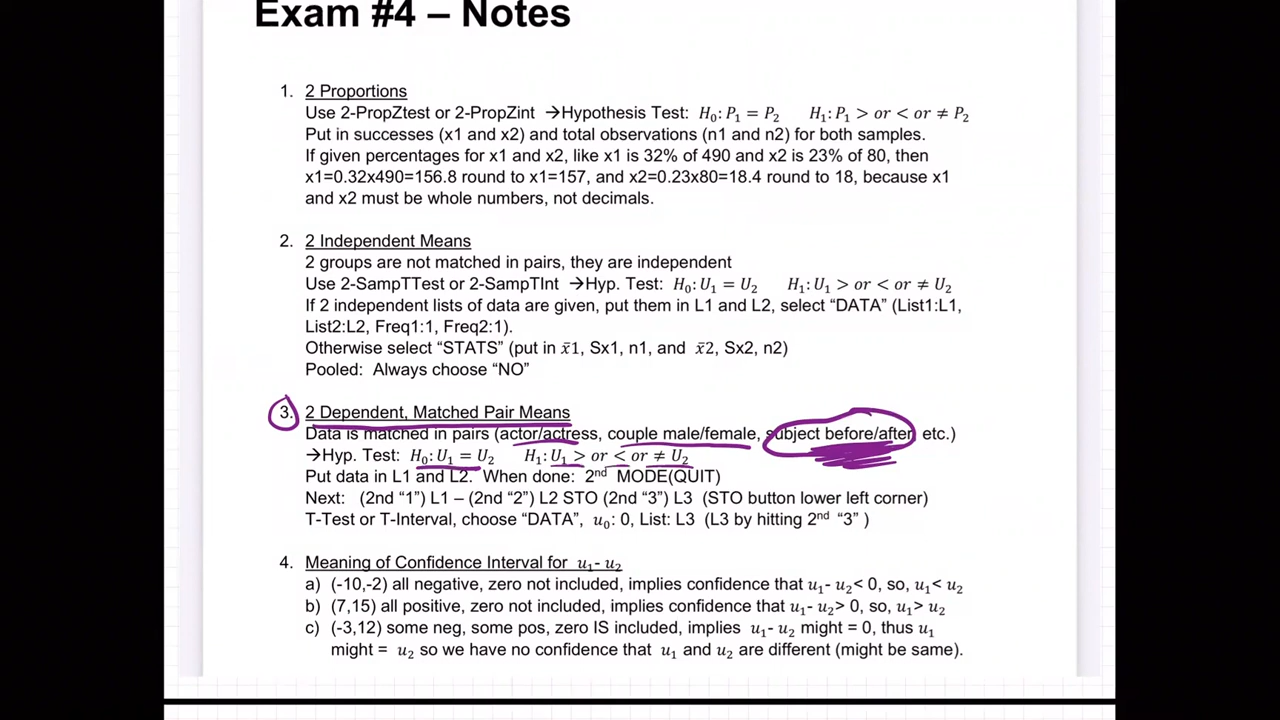 Exam #4 – Notes
1. 2 Proportions
Use 2-PropZtest or 2-PropZint →Hypothesis Test: H₀: P₁ = P₂ H₁: P₁ > or < or ≠ P₂
Put in successes (x1 and x2) and total observations (n1 and n2) for both samples.
If given percentages for x1 and x2, like x1 is 32% of 490 and x2 is 23% of 80, then
x1=0.32x490=156.8 round to x1=157, and x2=0.23x80=18.4 round to 18, because x1
and x2 must be whole numbers, not decimals.
2. 2 Independent Means
2 groups are not matched in pairs, they are independent
Use 2-SampTTest or 2-SampTInt →Hyp. Test: H₀: U₁ = U₂ H₁: U₁ > or < or ≠ U₂
If 2 independent lists of data are given, put them in L1 and L2, select “DATA” (List1:L1,
List2:L2, Freq1:1, Freq2:1).
Otherwise select “STATS” (put in x̄1, Sx1, n1, and x̄2, Sx2, n2)
Pooled: Always choose “NO”
3. 2 Dependent, Matched Pair Means
Data is matched in pairs (actor/actress, couple male/female, subject before/after, etc.)
→Hyp. Test: H₀: U₁ = U₂ H₁: U₁ > or < or ≠ U₂
Put data in L1 and L2. When done: 2ⁿᵈ MODE(QUIT)
Next: (2nd “1”) L1 – (2nd “2”) L2 STO (2nd “3”) L3 (STO button lower left corner)
T-Test or T-Interval, choose “DATA”, u₀: 0, List: L3 (L3 by hitting 2ⁿᵈ “3” )
4. Meaning of Confidence Interval for u₁- u₂
a) (-10,-2) all negative, zero not included, implies confidence that u₁- u₂< 0, so, u₁< u₂
b) (7,15) all positive, zero not included, implies confidence that u₁- u₂> 0, so, u₁> u₂
c) (-3,12) some neg, some pos, zero IS included, implies u₁- u₂ might = 0, thus u₁
might = u₂ so we have no confidence that u₁ and u₂ are different (might be same).